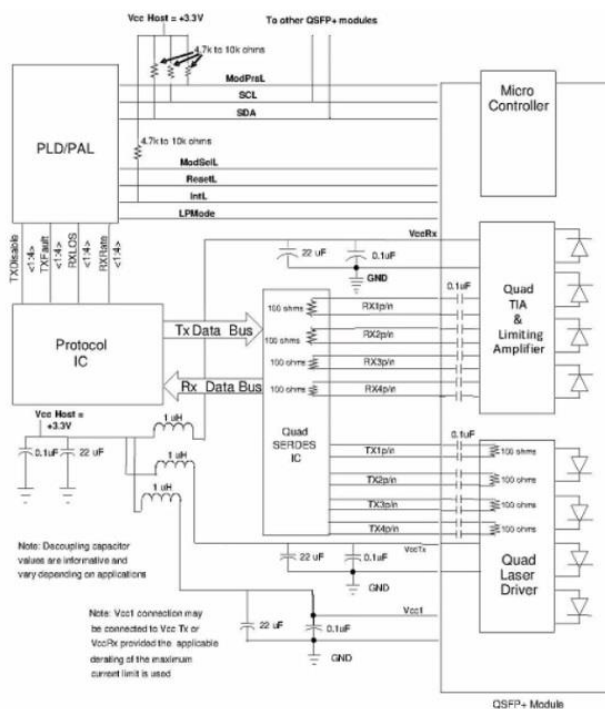 Vcc Host = +3.3V
To other QSFP+ modules
4.7k to 10k ohms
ModPrsL
SCL
SDA
Micro
Controller
PLD/PAL
4.7k to 10k ohms
ModSelL
ResetL
IntL
LPMode
TXDisable
<1:4>
TXFault
<1:4>
RXLOS
<1:4>
RXRate
<1:4>
VccRx
22 uF
0.1uF
GND
0.1uF
Quad
TIA
&
Limiting
Amplifier
100 ohms
RX1p/n
100 ohms
RX2p/n
100 ohms
RX3p/n
100 ohms
RX4p/n
Protocol
IC
Tx Data Bus
Rx Data Bus
Quad
SERDES
IC
Vcc Host =
+3.3V
0.1uF
22 uF
1 uH
1 uH
1 uH
0.1uF
TX1p/n
100 ohms
TX2p/n
100 ohms
TX3p/n
100 ohms
TX4p/n
100 ohms
Quad
Laser
Driver
VccTx
22 uF
0.1uF
GND
Note: Decoupling capacitor
values are informative and
vary depending on applications
Vcc1
22 uF
0.1uF
GND
Note: Vcc1 connection may
be connected to Vcc Tx or
VccRx provided the applicable
derating of the maximum
current limit is used
QSFP+ Module